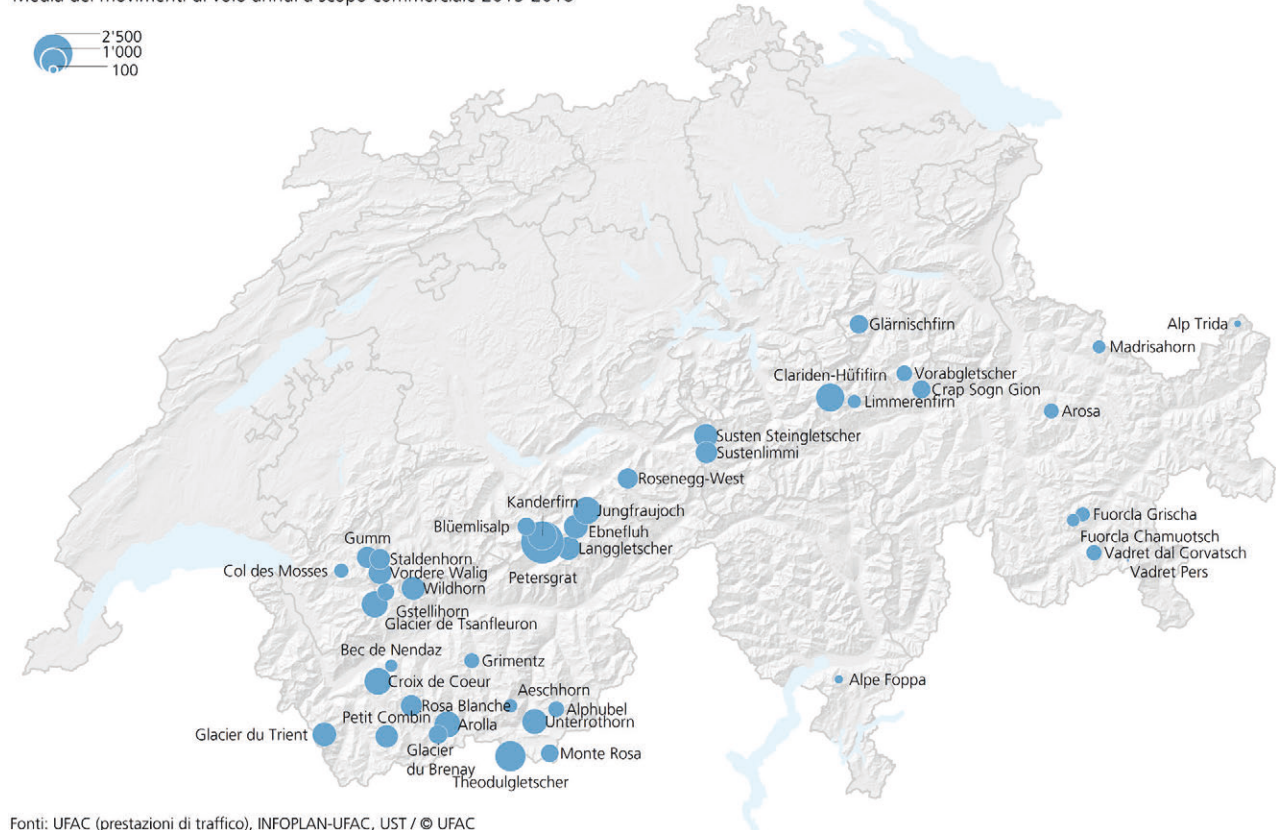 Media dei movimenti di volo annui a scopo commerciale
2'500
1'000
100
Glärnischfirn
Alp Trida
Madrisahorn
Clariden-Hüfifirn
Vorabgletscher
Crap Sogn Gion
Limmerenfirn
Arosa
Susten Steingletscher
Sustenlimmi
Rosenegg-West
Kanderfirn
Jungfraujoch
Blüemlisalp
Ebnefluh
Langgletscher
Petersgrat
Fuorcla Grischa
Fuorcla Chamuotsch
Vadret dal Corvatsch
Vadret Pers
Gumm
Staldenhorn
Col des Mosses
Vordere Walig
Wildhorn
Gstellihorn
Glacier de Tsanfleuron
Bec de Nendaz
Grimentz
Croix de Coeur
Alpe Foppa
Aeschhorn
Rosa Blanche
Alphubel
Petit Combin
Arolla
Unterrothorn
Glacier du Trient
Glacier
du Brenay
Monte Rosa
Theodulgletscher
Fonti: UFAC (prestazioni di traffico), INFOPLAN-UFAC, UST / © UFAC